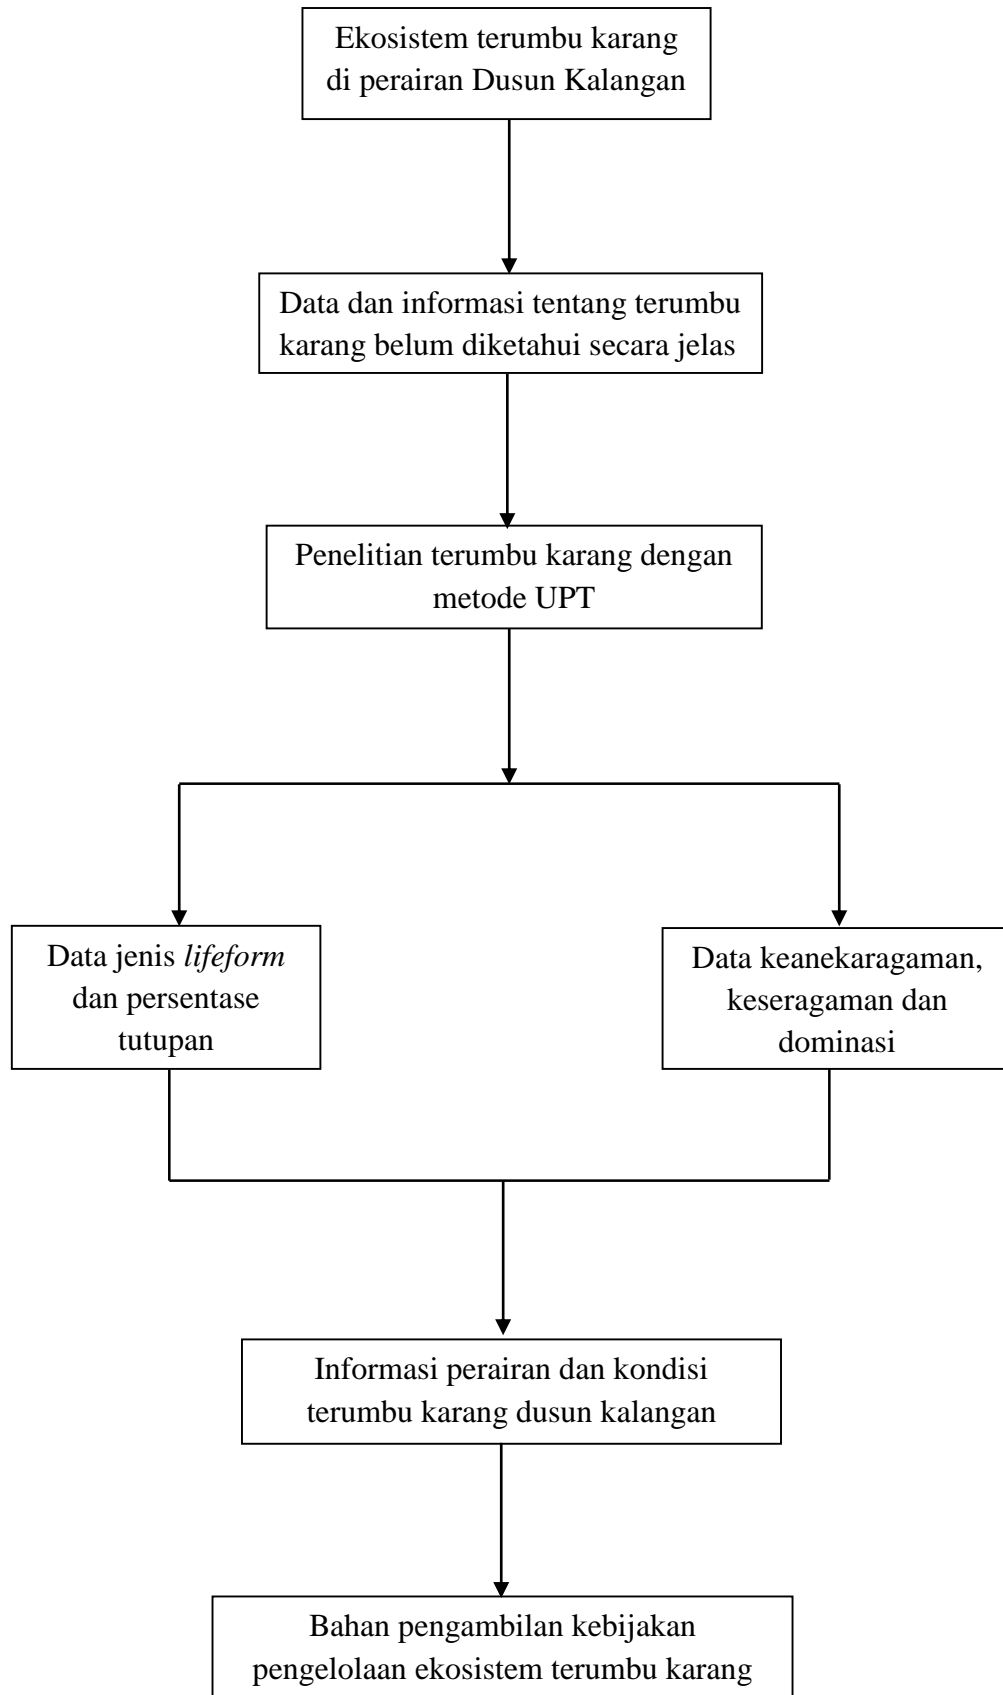 Ekosistem terumbu karang
di perairan Dusun Kalangan
Data dan informasi tentang terumbu
karang belum diketahui secara jelas
Penelitian terumbu karang dengan
metode UPT
Data jenis lifeform
dan persentase
tutupan
Data keanekaragaman,
keseragaman dan
dominasi
Informasi perairan dan kondisi
terumbu karang dusun kalangan
Bahan pengambilan kebijakan
pengelolaan ekosistem terumbu karang